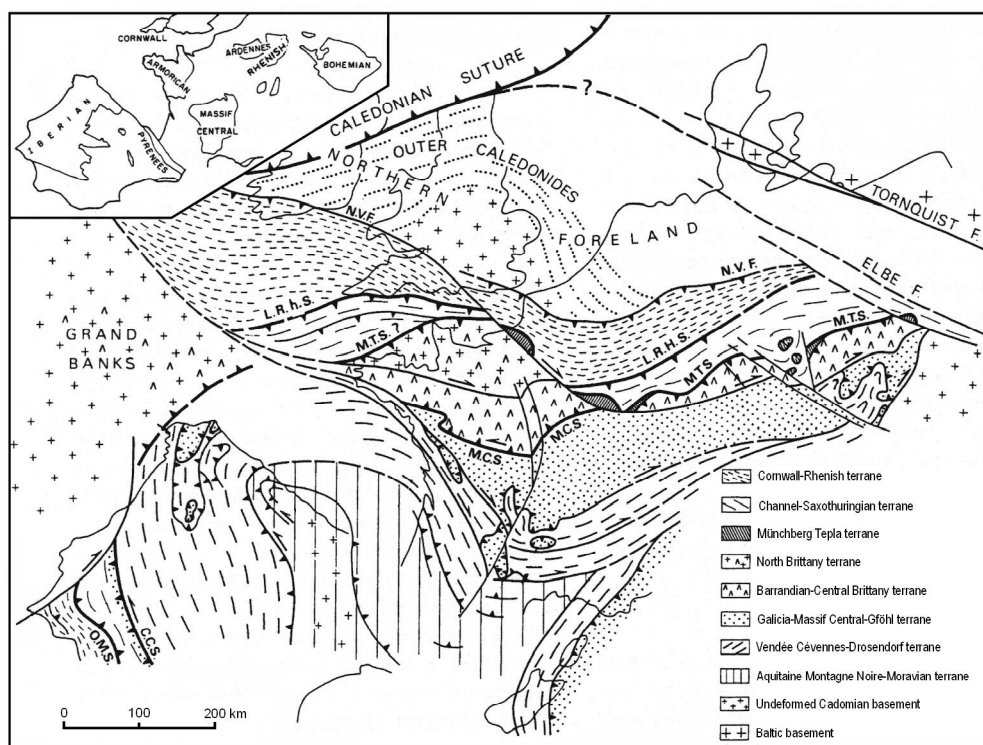 CORNWALL
ARMORICAN
ARDENNES
RHENISH
BOHEMIAN
MASSIF
CENTRAL
IBERIAN
PYRENEES
CALEDONIAN SUTURE
?
NORTHERN
OUTER
CALEDONIDES
FORELAND
TORNQUIST F.
ELBE F.
N.V.F.
N.V.F.
L.R.h.S.
L.R.H.S.
M.T.S. ?
M.T.S.
M.T.S.
GRAND
BANKS
M.C.S.
M.C.S.
O.M.S.
C.C.S.
0 100 200 km
Cornwall-Rhenish terrane
Channel-Saxothuringian terrane
Münchberg Tepla terrane
North Brittany terrane
Barrandian-Central Brittany terrane
Galicia-Massif Central-Gföhl terrane
Vendée Cévennes-Drosendorf terrane
Aquitaine Montagne Noire-Moravian terrane
Undeformed Cadomian basement
Baltic basement